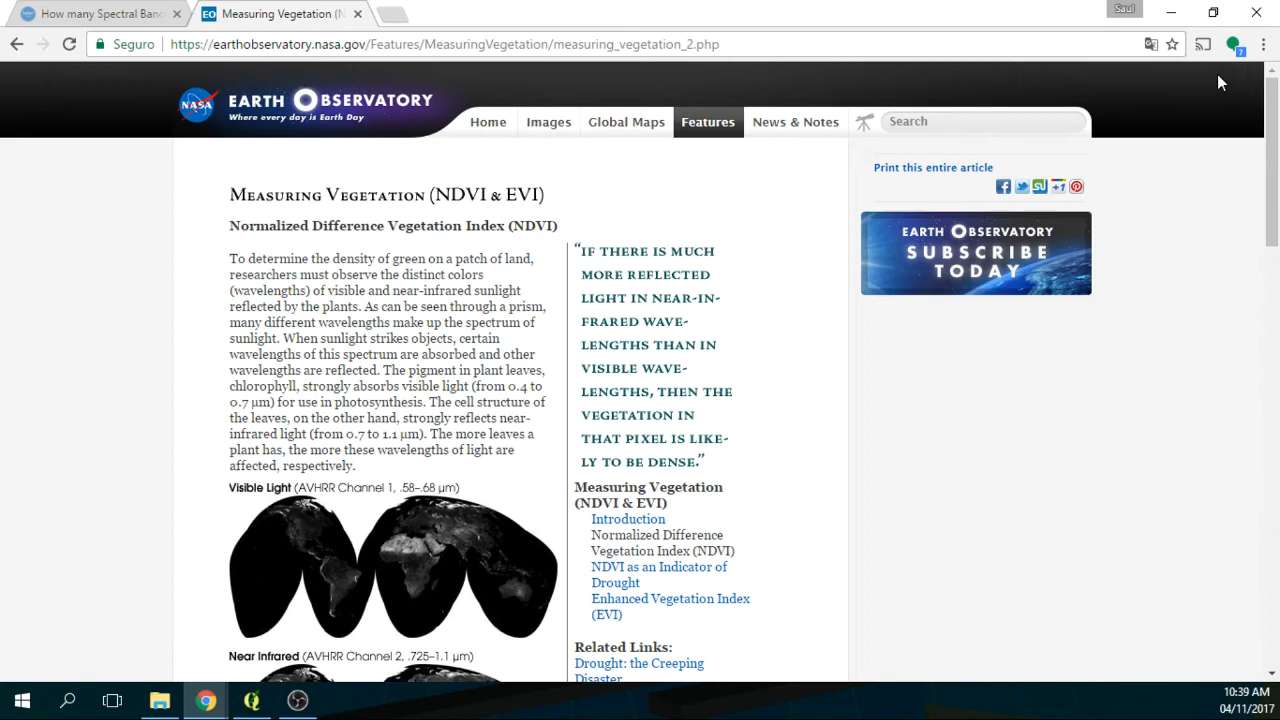 How many Spectral Banc
Measuring Vegetation (N
Saul
Seguro
https://earthobservatory.nasa.gov/Features/MeasuringVegetation/measuring_vegetation_2.php
7
NASA
EARTH OBSERVATORY
Where every day is Earth Day
Home
Images
Global Maps
Features
News & Notes
Search
Measuring Vegetation (NDVI & EVI)
Normalized Difference Vegetation Index (NDVI)
To determine the density of green on a patch of land,
researchers must observe the distinct colors
(wavelengths) of visible and near-infrared sunlight
reflected by the plants. As can be seen through a prism,
many different wavelengths make up the spectrum of
sunlight. When sunlight strikes objects, certain
wavelengths of this spectrum are absorbed and other
wavelengths are reflected. The pigment in plant leaves,
chlorophyll, strongly absorbs visible light (from 0.4 to
0.7 µm) for use in photosynthesis. The cell structure of
the leaves, on the other hand, strongly reflects near-
infrared light (from 0.7 to 1.1 µm). The more leaves a
plant has, the more these wavelengths of light are
affected, respectively.
Visible Light (AVHRR Channel 1, .58–.68 µm)
Near Infrared (AVHRR Channel 2, .725–1.1 µm)
“IF THERE IS MUCH
MORE REFLECTED
LIGHT IN NEAR-IN-
FRARED WAVE-
LENGTHS THAN IN
VISIBLE WAVE-
LENGTHS, THEN THE
VEGETATION IN
THAT PIXEL IS LIKE-
LY TO BE DENSE.”
Measuring Vegetation
(NDVI & EVI)
Introduction
Normalized Difference
Vegetation Index (NDVI)
NDVI as an Indicator of
Drought
Enhanced Vegetation Index
(EVI)
Related Links:
Drought: the Creeping
Disaster
Print this entire article
+1
EARTH OBSERVATORY
SUBSCRIBE
TODAY
10:39 AM
04/11/2017